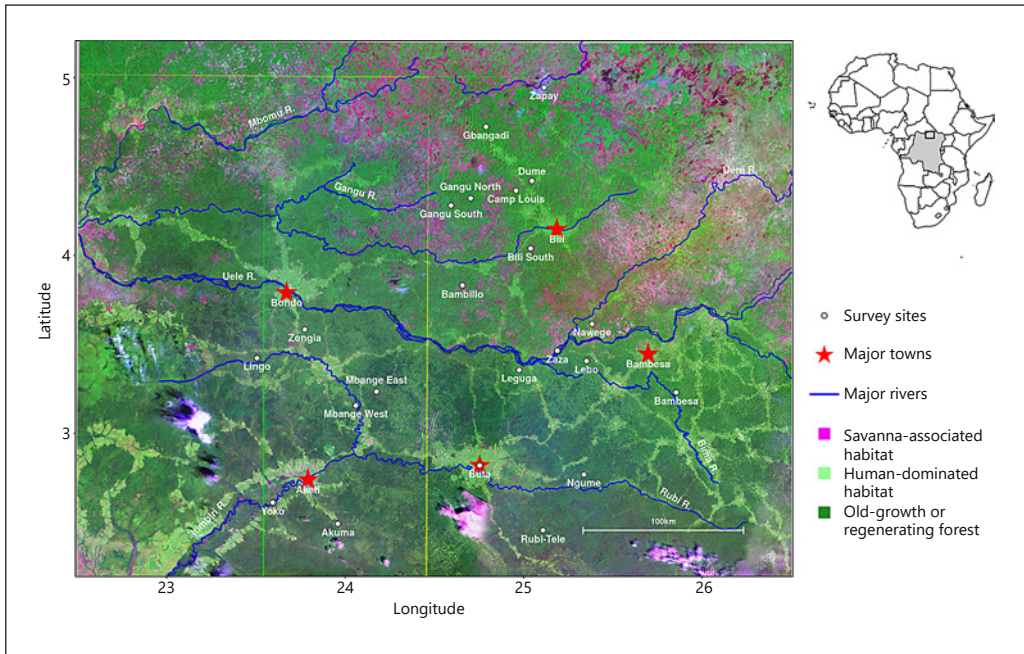 5
4
3
Latitude
23
24
25
26
Longitude
Zapay
Mbomu R.
Gbangadi
Dume
Gangu R.
Gangu North
Camp Louis
Gangu South
Bili
Bili South
Uele R.
Bambilo
Bondo
Zongia
Nawege
Zaza
Lebo
Bambesa
Lingo
Leguga
Mbange East
Bambesa
Mbange West
Bima R.
Buta
Aketi
Ngume
Rubi R.
Yoko
Akuma
Rubi-Tele
100km
Survey sites
Major towns
Major rivers
Savanna-associated
habitat
Human-dominated
habitat
Old-growth or
regenerating forest